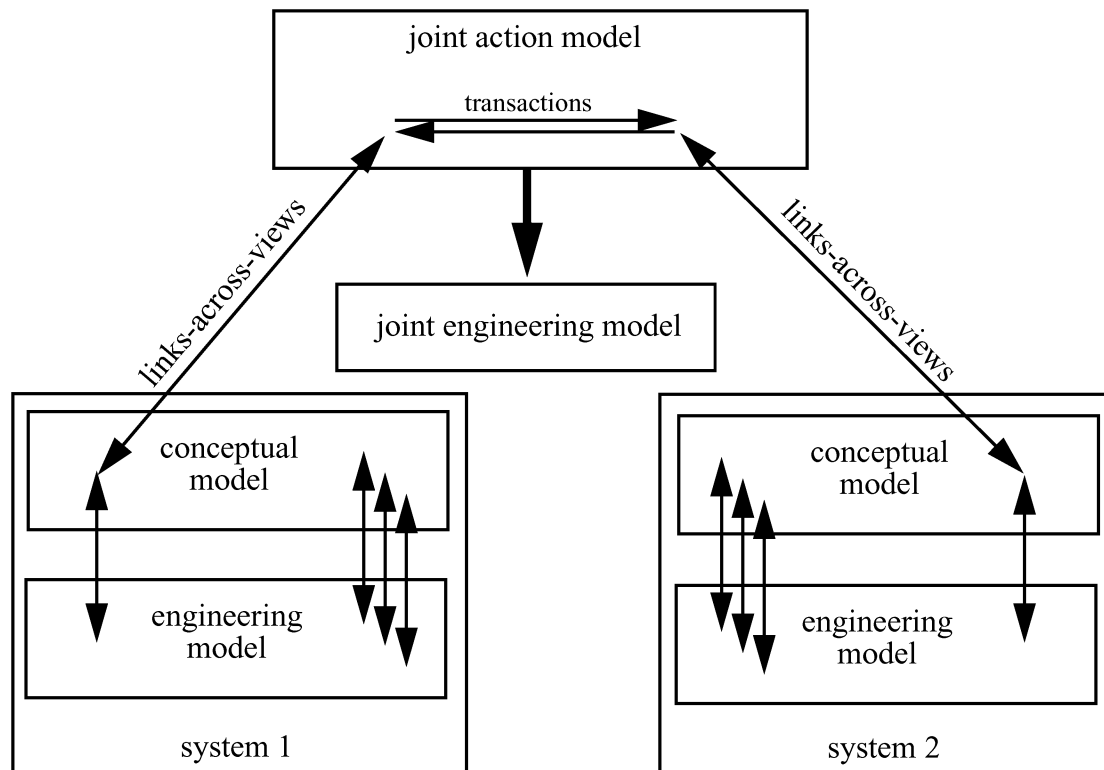 joint action model
transactions
links-across-views
links-across-views
joint engineering model
conceptual
model
engineering
model
system 1
conceptual
model
engineering
model
system 2